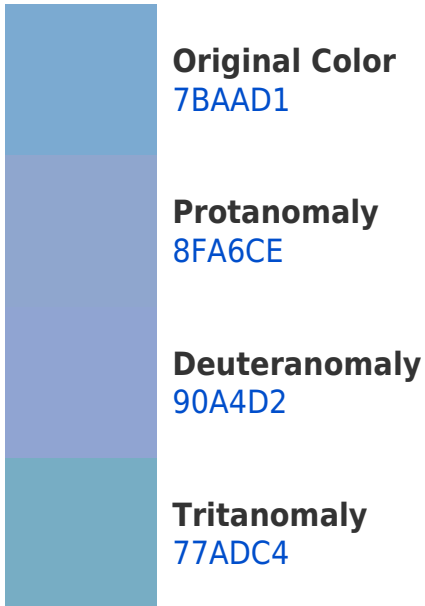 Original Color
7BAAD1
Protanomaly
8FA6CE
Deuteranomaly
90A4D2
Tritanomaly
77ADC4